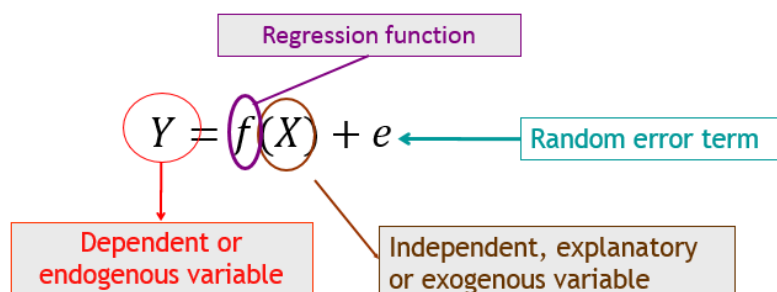 Regression function
Y = f(X) + e
Random error term
Dependent or
endogenous variable
Independent, explanatory
or exogenous variable